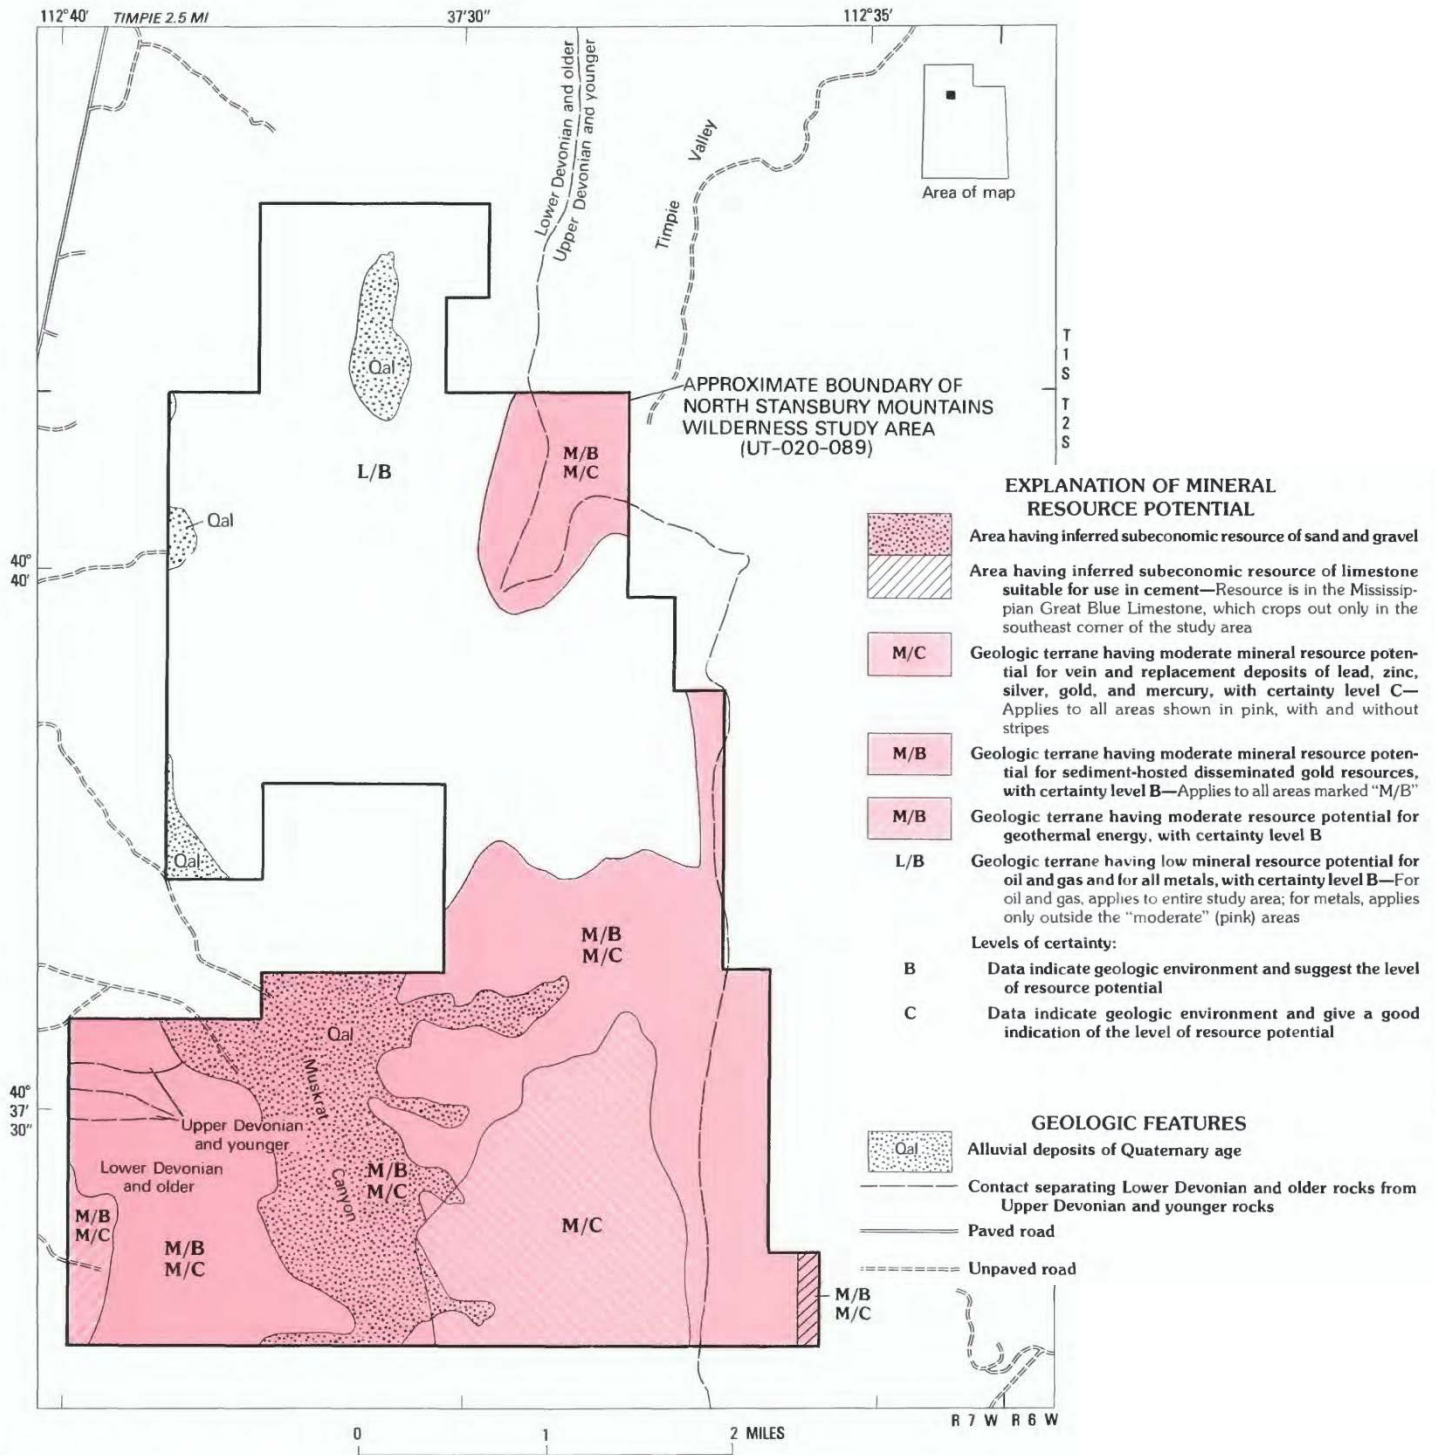 112°40'
TIMPIE 2.5 MI
37'30"
112°35'
Lower Devonian and older
Upper Devonian and younger
Timpie Valley
Area of map
Qal
T
1
S
T
2
S
APPROXIMATE BOUNDARY OF
NORTH STANSBURY MOUNTAINS
WILDERNESS STUDY AREA
(UT-020-089)
M/B
M/C
L/B
Qal
40°
40'
Qal
M/B
M/C
Qal
Muskrat Canyon
40°
37'
30"
Upper Devonian
and younger
Lower Devonian
and older
M/B
M/C
M/B
M/C
M/B
M/C
M/C
M/B
M/C
R 7 W R 6 W
0 1 2 MILES
EXPLANATION OF MINERAL
RESOURCE POTENTIAL
Area having inferred subeconomic resource of sand and gravel
Area having inferred subeconomic resource of limestone
suitable for use in cement—Resource is in the Mississip-
pian Great Blue Limestone, which crops out only in the
southeast corner of the study area
M/C Geologic terrane having moderate mineral resource poten-
tial for vein and replacement deposits of lead, zinc,
silver, gold, and mercury, with certainty level C—
Applies to all areas shown in pink, with and without
stripes
M/B Geologic terrane having moderate mineral resource poten-
tial for sediment-hosted disseminated gold resources,
with certainty level B—Applies to all areas marked "M/B"
M/B Geologic terrane having moderate resource potential for
geothermal energy, with certainty level B
L/B Geologic terrane having low mineral resource potential for
oil and gas and for all metals, with certainty level B—For
oil and gas, applies to entire study area; for metals, applies
only outside the "moderate" (pink) areas
Levels of certainty:
B Data indicate geologic environment and suggest the level
of resource potential
C Data indicate geologic environment and give a good
indication of the level of resource potential
GEOLOGIC FEATURES
Qal Alluvial deposits of Quaternary age
Contact separating Lower Devonian and older rocks from
Upper Devonian and younger rocks
Paved road
Unpaved road